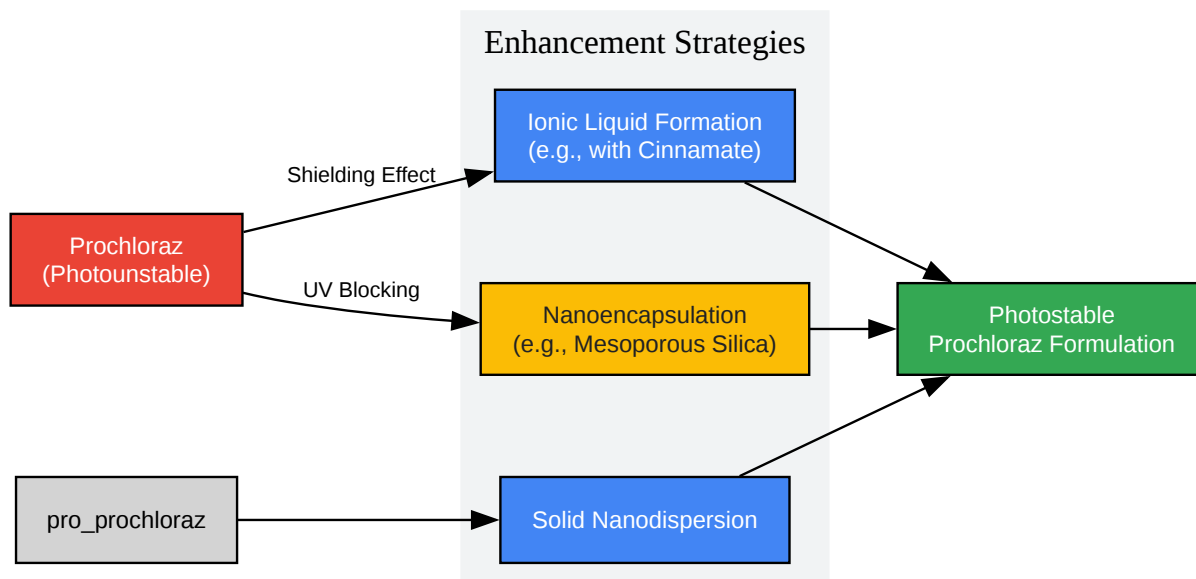 Enhancement Strategies
Ionic Liquid Formation
(e.g., with Cinnamate)
Shielding Effect
Prochloraz
(Photounstable)
UV Blocking
Nanoencapsulation
(e.g., Mesoporous Silica)
Photostable
Prochloraz Formulation
pro_prochloraz
Solid Nanodispersion